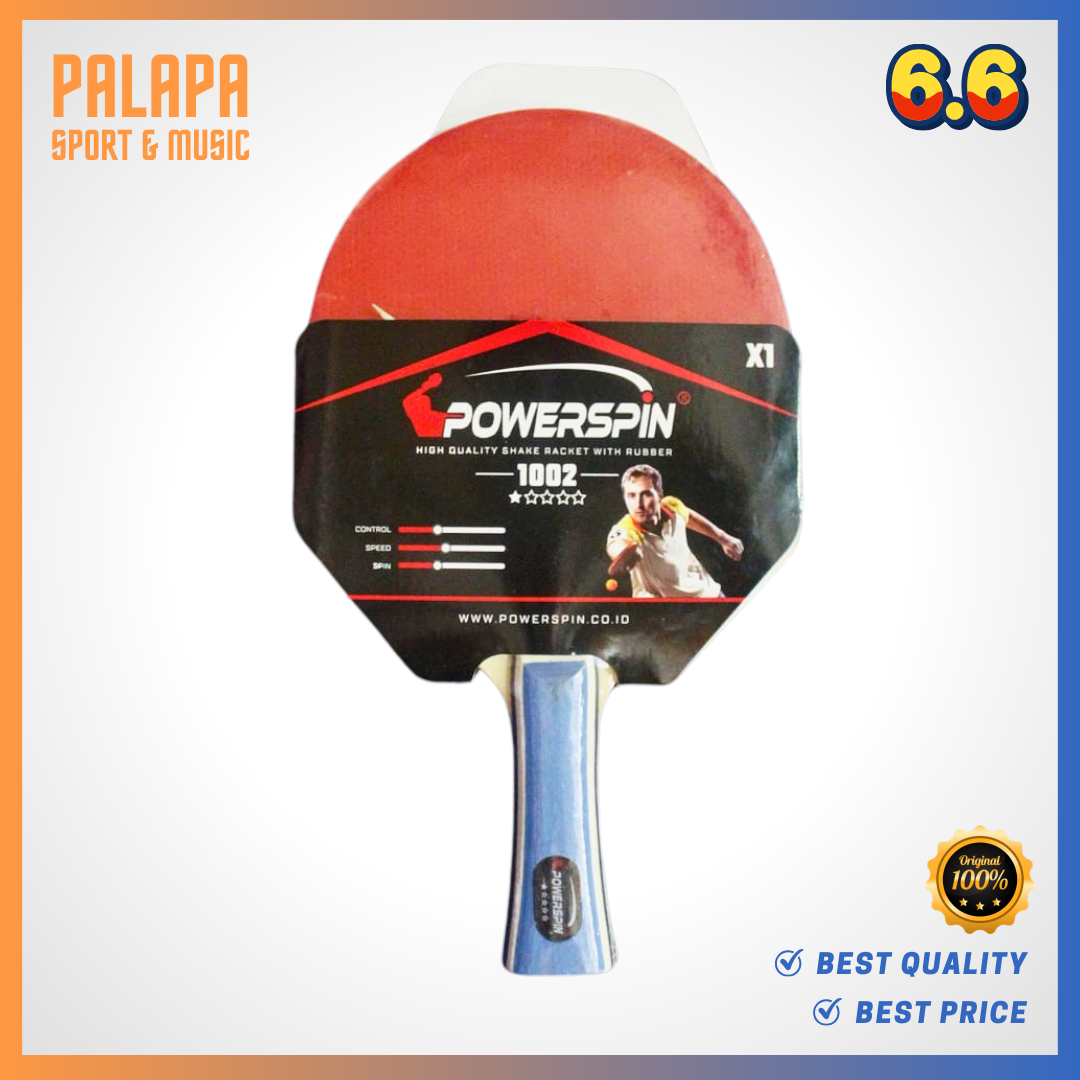 PALAPA
SPORT & MUSIC
6.6
X1
POWERSPIN ®
HIGH QUALITY SHAKE RACKET WITH RUBBER
1002
CONTROL
SPEED
SPIN
WWW.POWERSPIN.CO.ID
POWERSPIN
Original
100%
BEST QUALITY
BEST PRICE